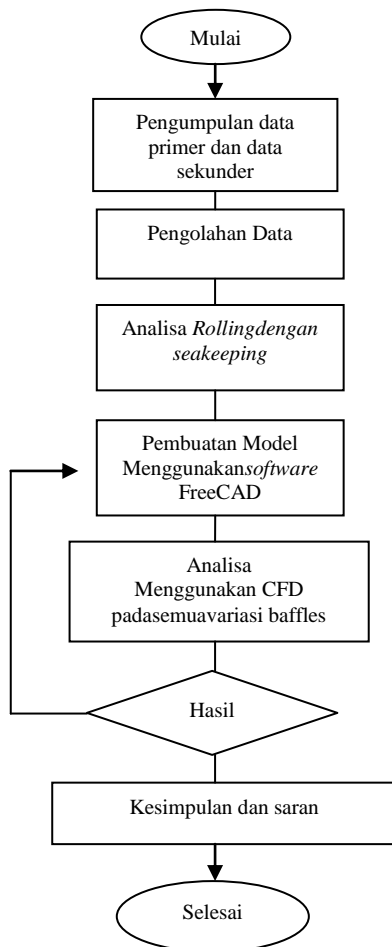 Mulai
Pengumpulan data
primer dan data
sekunder
Pengolahan Data
Analisa Rollingdengan
seakeeping
Pembuatan Model
Menggunakansoftware
FreeCAD
Analisa
Menggunakan CFD
padasemuavariasi baffles
Hasil
Kesimpulan dan saran
Selesai